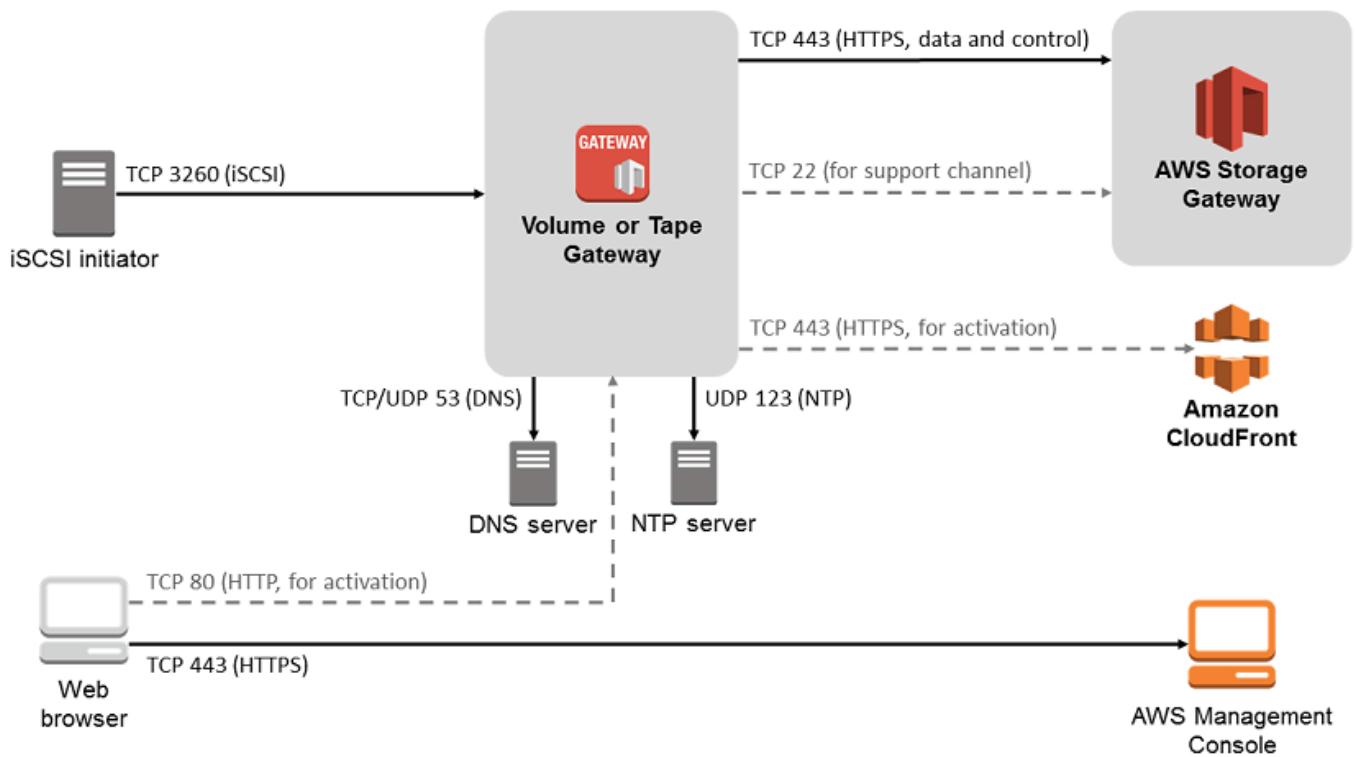 TCP 443 (HTTPS, data and control)
GATEWAY
TCP 3260 (iSCSI)
TCP 22 (for support channel)
AWS Storage
Gateway
Volume or Tape
Gateway
iSCSI initiator
TCP 443 (HTTPS, for activation)
TCP/UDP 53 (DNS)
UDP 123 (NTP)
Amazon
CloudFront
DNS server
NTP server
TCP 80 (HTTP, for activation)
TCP 443 (HTTPS)
Web
browser
AWS Management
Console